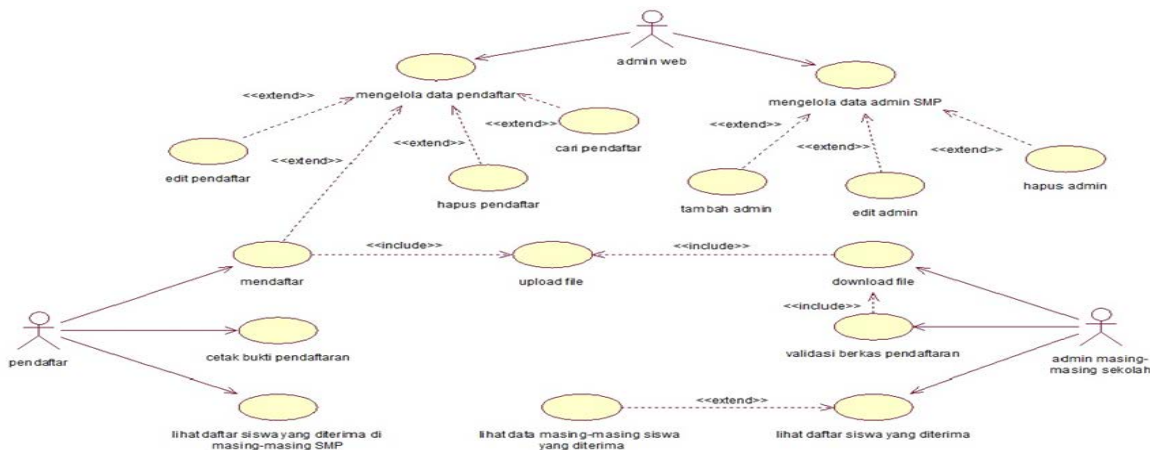 admin web
mengelola data pendaftar
mengelola data admin SMP
<<extend>>
<<extend>>
<<extend>>
<<extend>>
<<extend>>
<<extend>>
<<extend>>
edit pendaftar
cari pendaftar
hapus pendaftar
tambah admin
edit admin
hapus admin
<<include>>
<<include>>
mendaftar
upload file
download file
<<include>>
pendaftar
cetak bukti pendaftaran
validasi berkas pendaftaran
admin masing-
masing sekolah
<<extend>>
lihat daftar siswa yang diterima di
masing-masing SMP
lihat data masing-masing siswa
yang diterima
lihat daftar siswa yang diterima